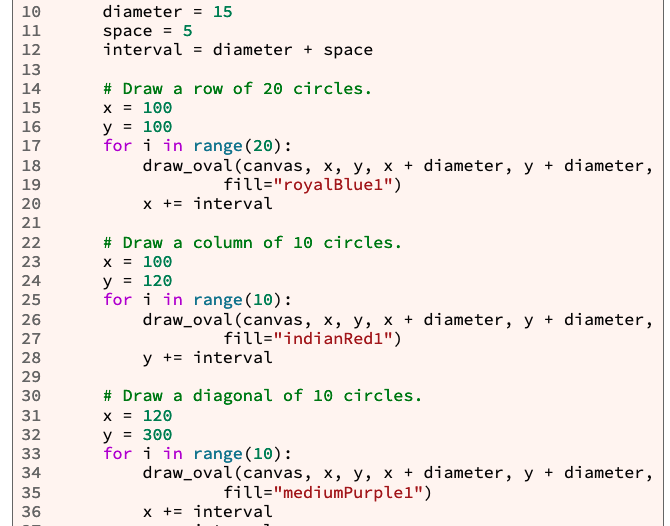 10 diameter = 15
11 space = 5
12 interval = diameter + space
13
14 # Draw a row of 20 circles.
15 x = 100
16 y = 100
17 for i in range(20):
18 draw_oval(canvas, x, y, x + diameter, y + diameter,
19 fill="royalBlue1")
20 x += interval
21
22 # Draw a column of 10 circles.
23 x = 100
24 y = 120
25 for i in range(10):
26 draw_oval(canvas, x, y, x + diameter, y + diameter,
27 fill="indianRed1")
28 y += interval
29
30 # Draw a diagonal of 10 circles.
31 x = 120
32 y = 300
33 for i in range(10):
34 draw_oval(canvas, x, y, x + diameter, y + diameter,
35 fill="mediumPurple1")
36 x += interval